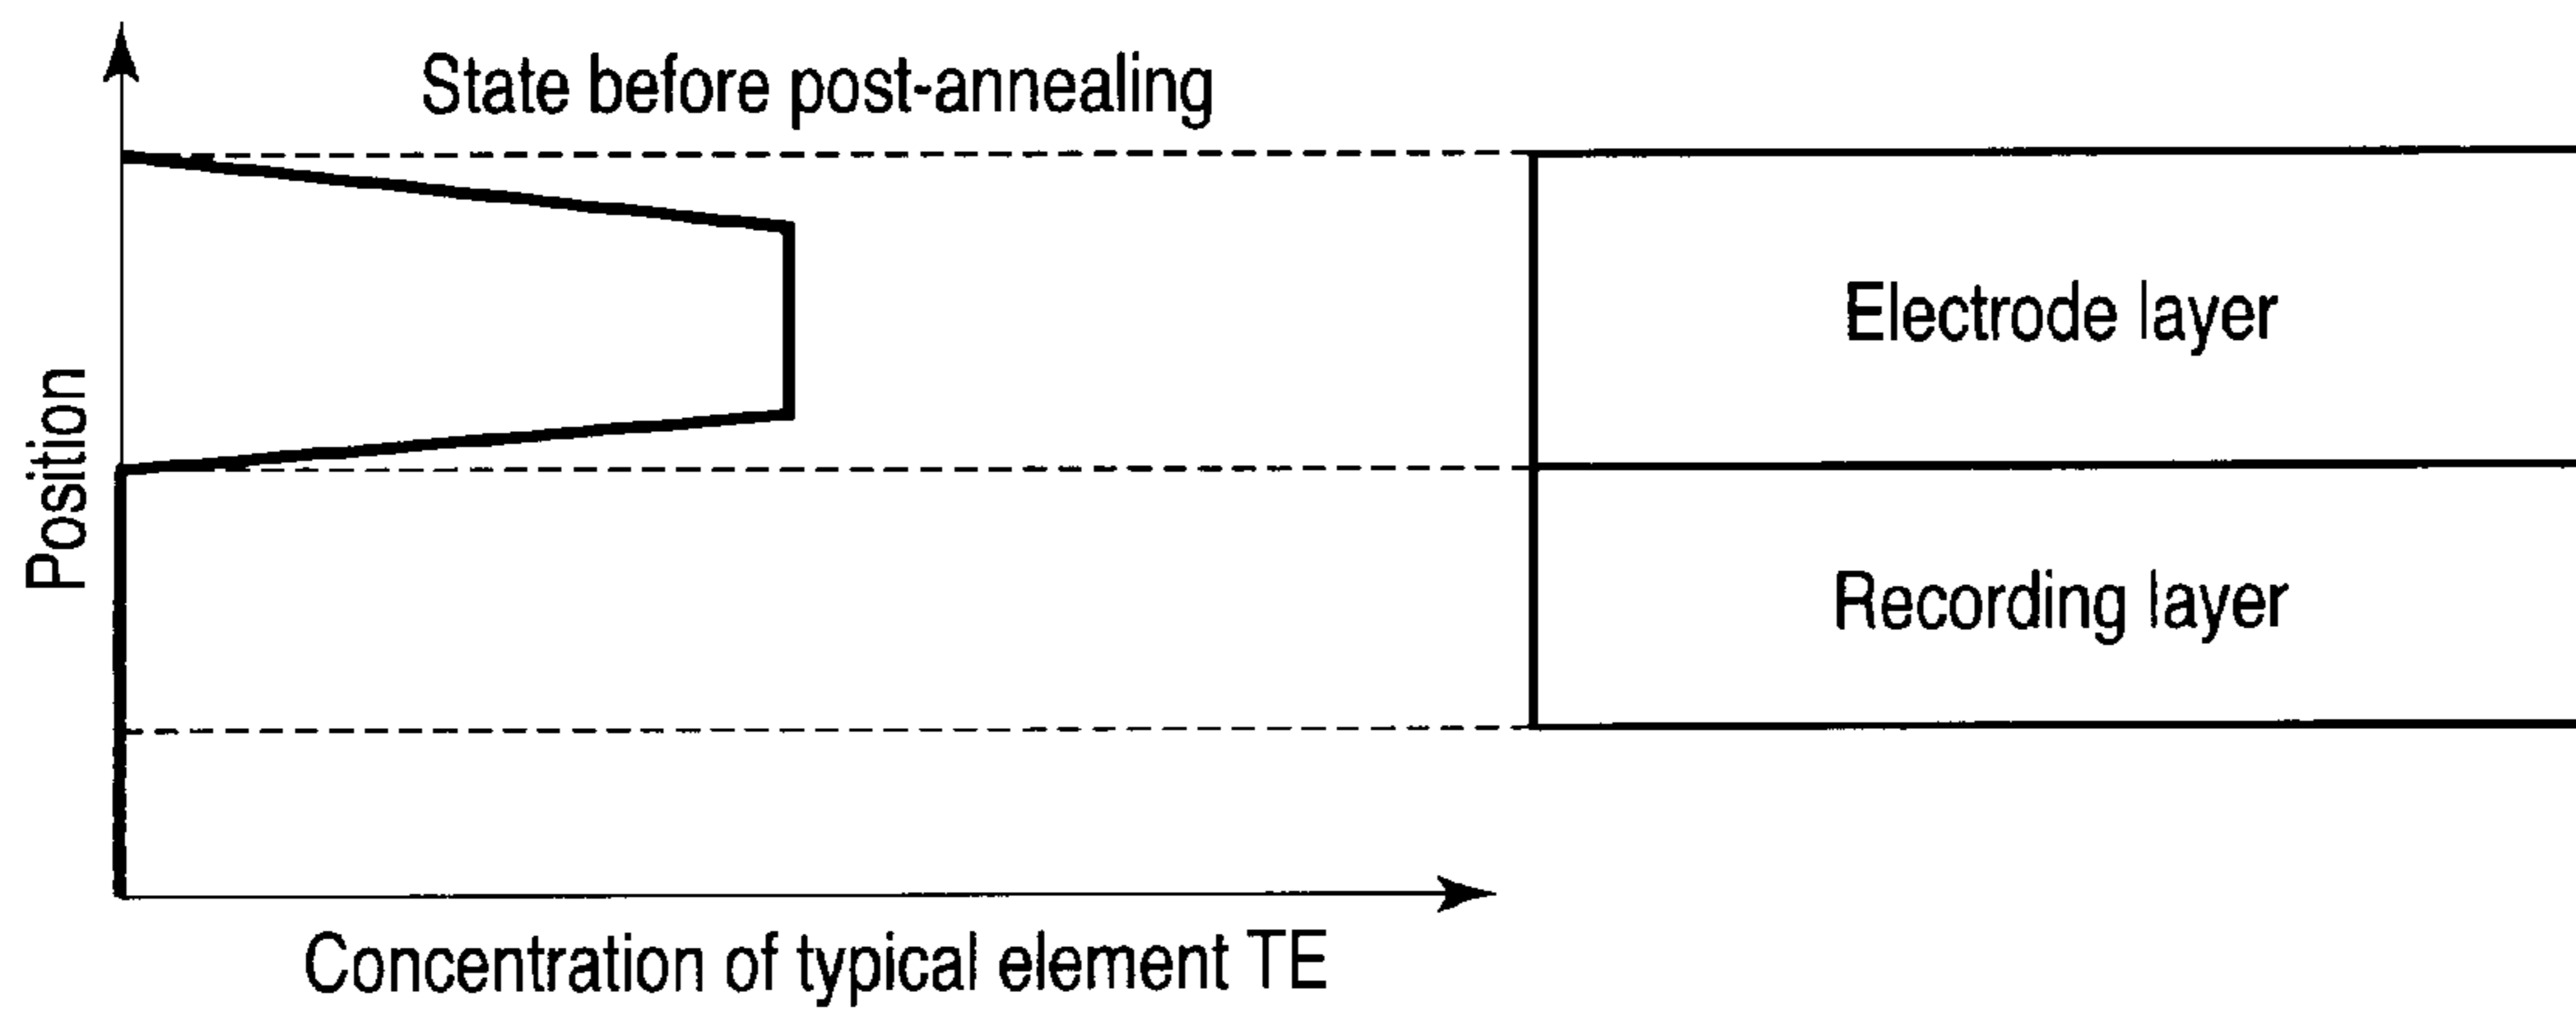 State before post-annealing
Electrode layer
Position
Recording layer
Concentration of typical element TE